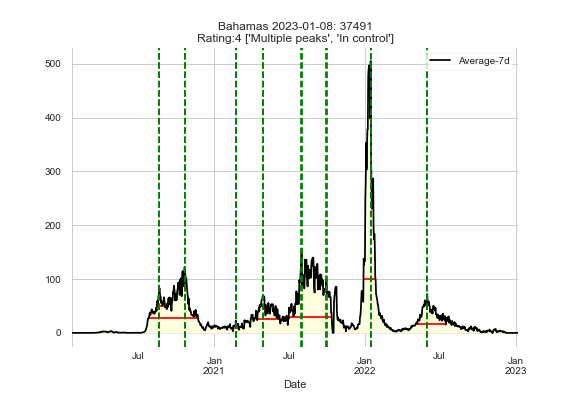 Bahamas 2023-01-08: 37491
Rating:4 ['Multiple peaks', 'In control']
Average-7d
500
400
300
200
100
0
Jul
Jan
2021
Jul
Jan
2022
Jul
Jan
2023
Date